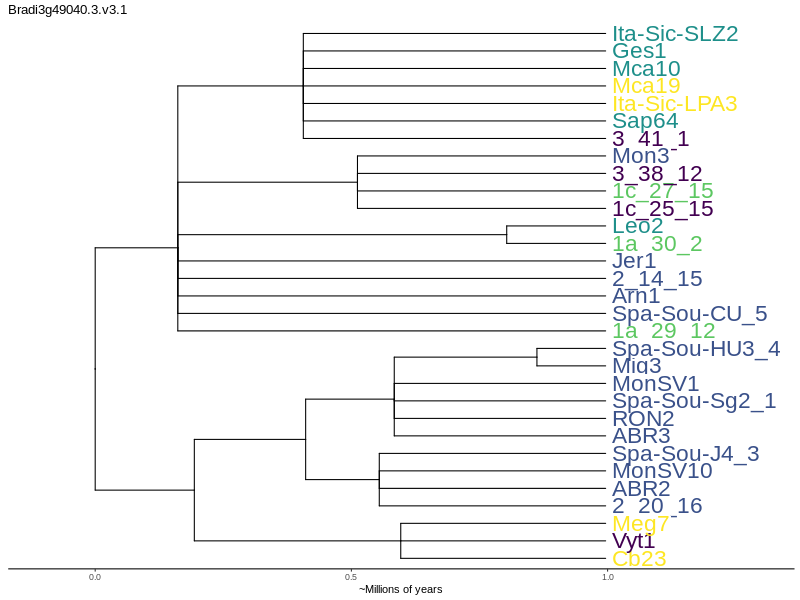 Bradi3g49040.3.v3.1
Ita-Sic-SLZ2
Ges1
Mca10
Mca19
Ita-Sic-LPA3
Sap64
3_41_1
Mon3
3_38_12
1c_27_15
1c_25_15
Leo2
1a_30_2
Jer1
2_14_15
Arn1
Spa-Sou-CU_5
1a_29_12
Spa-Sou-HU3_4
Mig3
MonSV1
Spa-Sou-Sg2_1
RON2
ABR3
Spa-Sou-J4_3
MonSV10
ABR2
2_20_16
Meg7
Vyt1
Cb23
0.0 0.5 1.0
~Millions of years